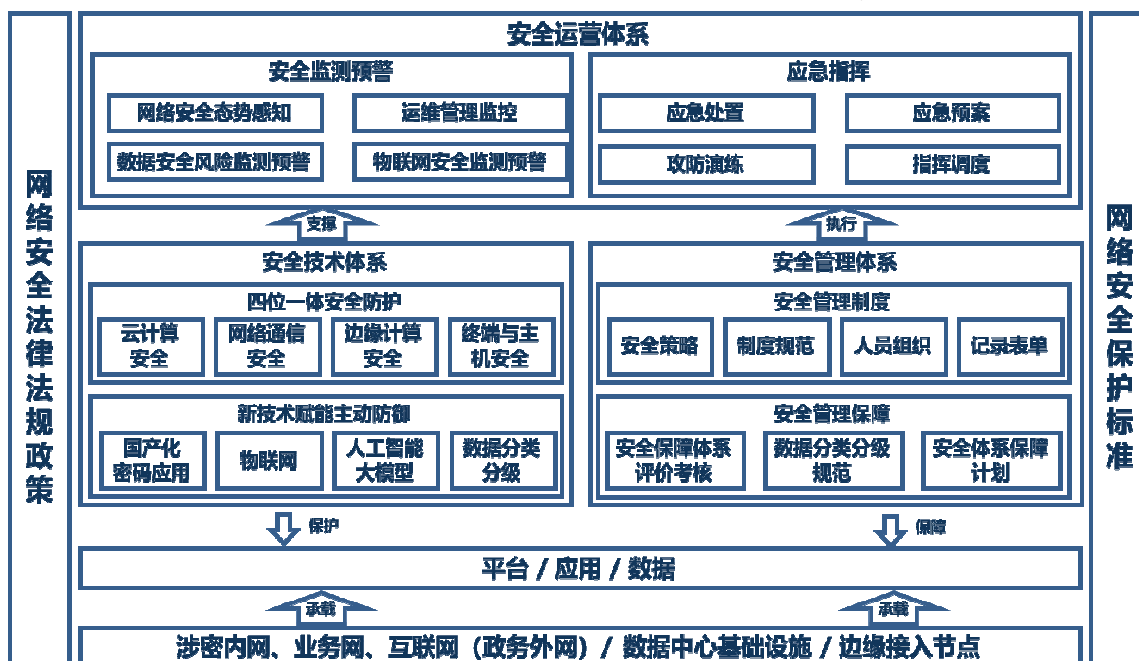 网络安全法律法规政策
安全运营体系
安全监测预警
网络安全态势感知
运维管理监控
数据安全风险监测预警
物联网安全监测预警
应急指挥
应急处置
应急预案
攻防演练
指挥调度
支撑
执行
安全技术体系
四位一体安全防护
云计算
安全
网络通信
安全
边缘计算
安全
终端与主
机安全
新技术赋能主动防御
国产化
密码应用
物联网
人工智能
大模型
数据分类
分级
安全管理体系
安全管理制度
安全策略
制度规范
人员组织
记录表单
安全管理保障
安全保障体系
评价考核
数据分类分级
规范
安全体系保障
计划
保护
保障
平台 / 应用 / 数据
承载
承载
涉密内网、业务网、互联网（政务外网）/ 数据中心基础设施 / 边缘接入节点
网络安全保护标准